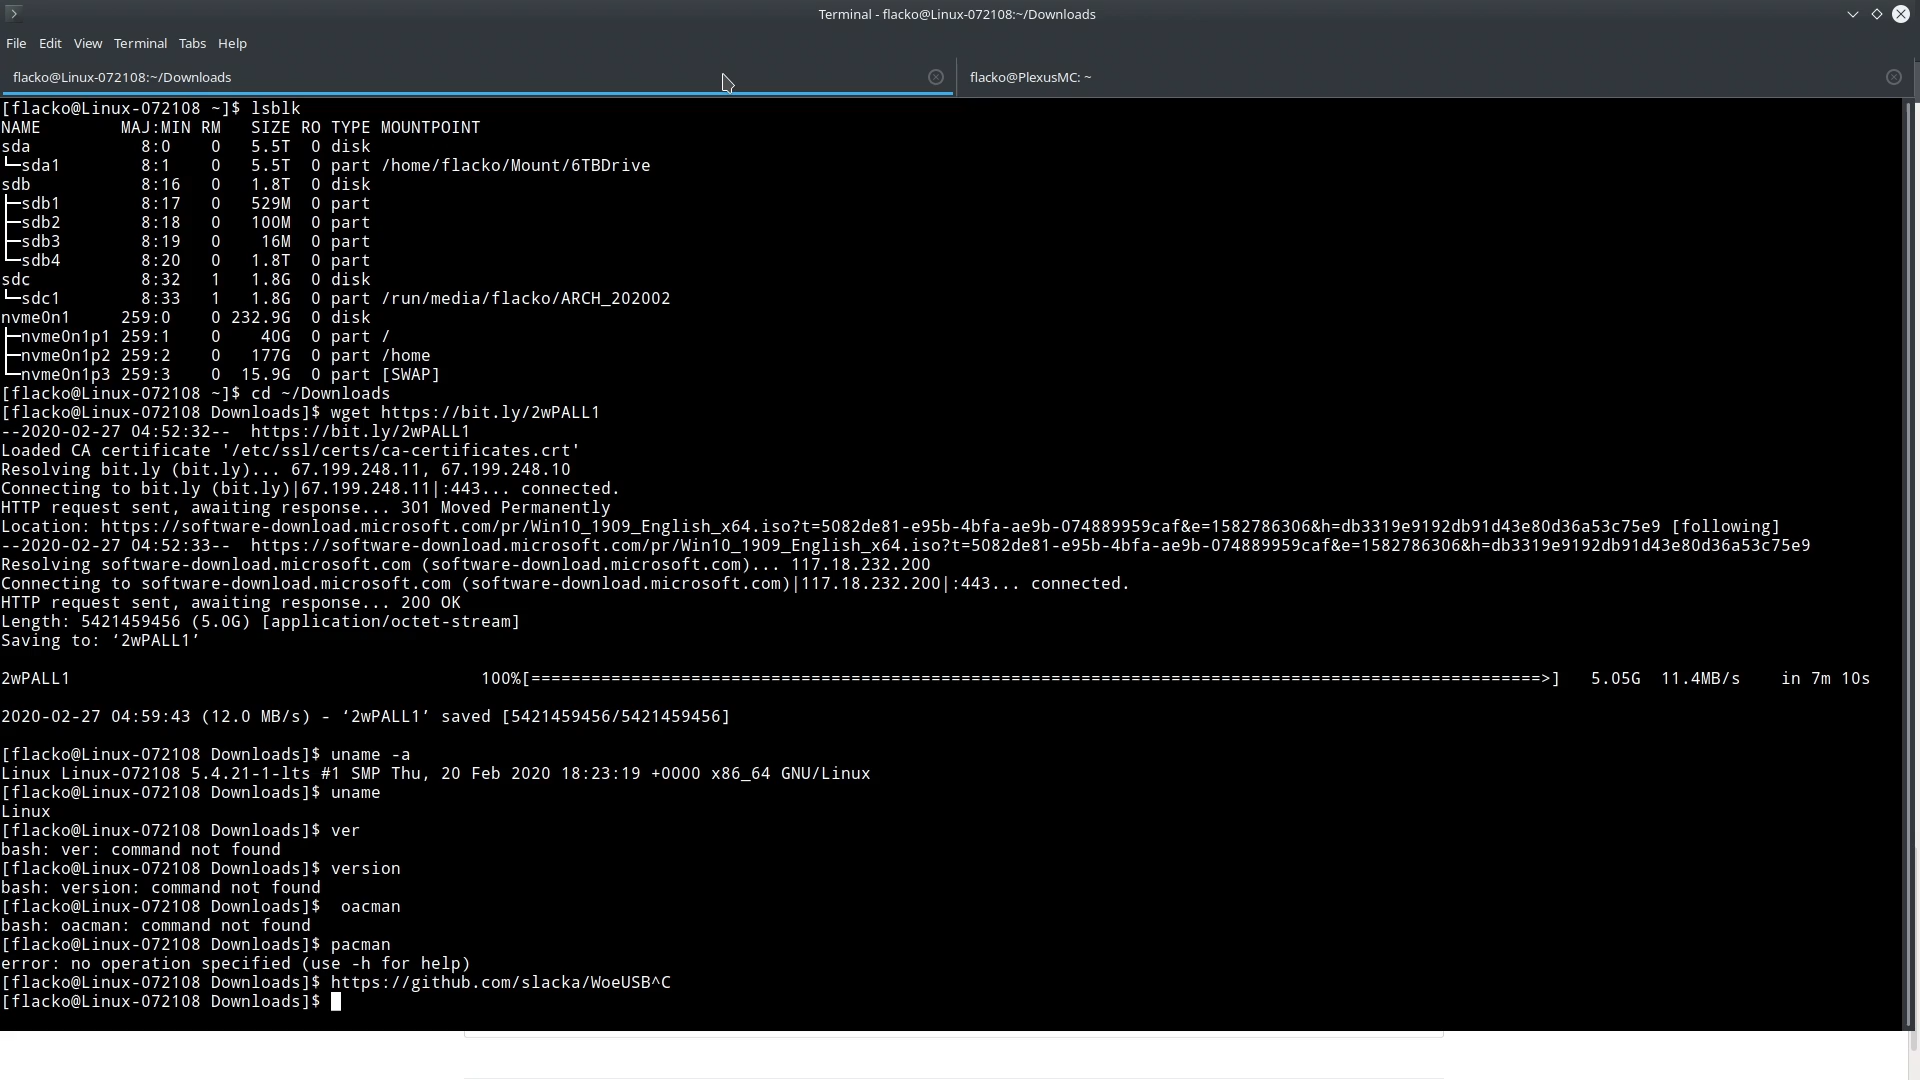 Terminal - flacko@Linux-072108:~/Downloads
File Edit View Terminal Tabs Help
flacko@Linux-072108:~/Downloads
flacko@PlexusMC: ~
[flacko@Linux-072108 ~]$ lsblk
NAME        MAJ:MIN RM   SIZE RO TYPE MOUNTPOINT
sda           8:0    0   5.5T  0 disk
└─sda1        8:1    0   5.5T  0 part /home/flacko/Mount/6TBDrive
sdb           8:16   0   1.8T  0 disk
├─sdb1        8:17   0   529M  0 part
├─sdb2        8:18   0   100M  0 part
├─sdb3        8:19   0    16M  0 part
└─sdb4        8:20   0   1.8T  0 part
sdc           8:32   1   1.8G  0 disk
└─sdc1        8:33   1   1.8G  0 part /run/media/flacko/ARCH_202002
nvme0n1     259:0    0 232.9G  0 disk
├─nvme0n1p1 259:1    0    40G  0 part /
├─nvme0n1p2 259:2    0   177G  0 part /home
└─nvme0n1p3 259:3    0  15.9G  0 part [SWAP]
[flacko@Linux-072108 ~]$ cd ~/Downloads
[flacko@Linux-072108 Downloads]$ wget https://bit.ly/2wPALL1
--2020-02-27 04:52:32--  https://bit.ly/2wPALL1
Loaded CA certificate '/etc/ssl/certs/ca-certificates.crt'
Resolving bit.ly (bit.ly)... 67.199.248.11, 67.199.248.10
Connecting to bit.ly (bit.ly)|67.199.248.11|:443... connected.
HTTP request sent, awaiting response... 301 Moved Permanently
Location: https://software-download.microsoft.com/pr/Win10_1909_English_x64.iso?t=5082de81-e95b-4bfa-ae9b-074889959caf&e=1582786306&h=db3319e9192db91d43e80d36a53c75e9 [following]
--2020-02-27 04:52:33--  https://software-download.microsoft.com/pr/Win10_1909_English_x64.iso?t=5082de81-e95b-4bfa-ae9b-074889959caf&e=1582786306&h=db3319e9192db91d43e80d36a53c75e9
Resolving software-download.microsoft.com (software-download.microsoft.com)... 117.18.232.200
Connecting to software-download.microsoft.com (software-download.microsoft.com)|117.18.232.200|:443... connected.
HTTP request sent, awaiting response... 200 OK
Length: 5421459456 (5.0G) [application/octet-stream]
Saving to: ‘2wPALL1’
2wPALL1                                         100%[=====================================================================================================>]   5.05G  11.4MB/s    in 7m 10s
2020-02-27 04:59:43 (12.0 MB/s) - ‘2wPALL1’ saved [5421459456/5421459456]
[flacko@Linux-072108 Downloads]$ uname -a
Linux Linux-072108 5.4.21-1-lts #1 SMP Thu, 20 Feb 2020 18:23:19 +0000 x86_64 GNU/Linux
[flacko@Linux-072108 Downloads]$ uname
Linux
[flacko@Linux-072108 Downloads]$ ver
bash: ver: command not found
[flacko@Linux-072108 Downloads]$ version
bash: version: command not found
[flacko@Linux-072108 Downloads]$  oacman
bash: oacman: command not found
[flacko@Linux-072108 Downloads]$ pacman
error: no operation specified (use -h for help)
[flacko@Linux-072108 Downloads]$ https://github.com/slacka/WoeUSB^C
[flacko@Linux-072108 Downloads]$